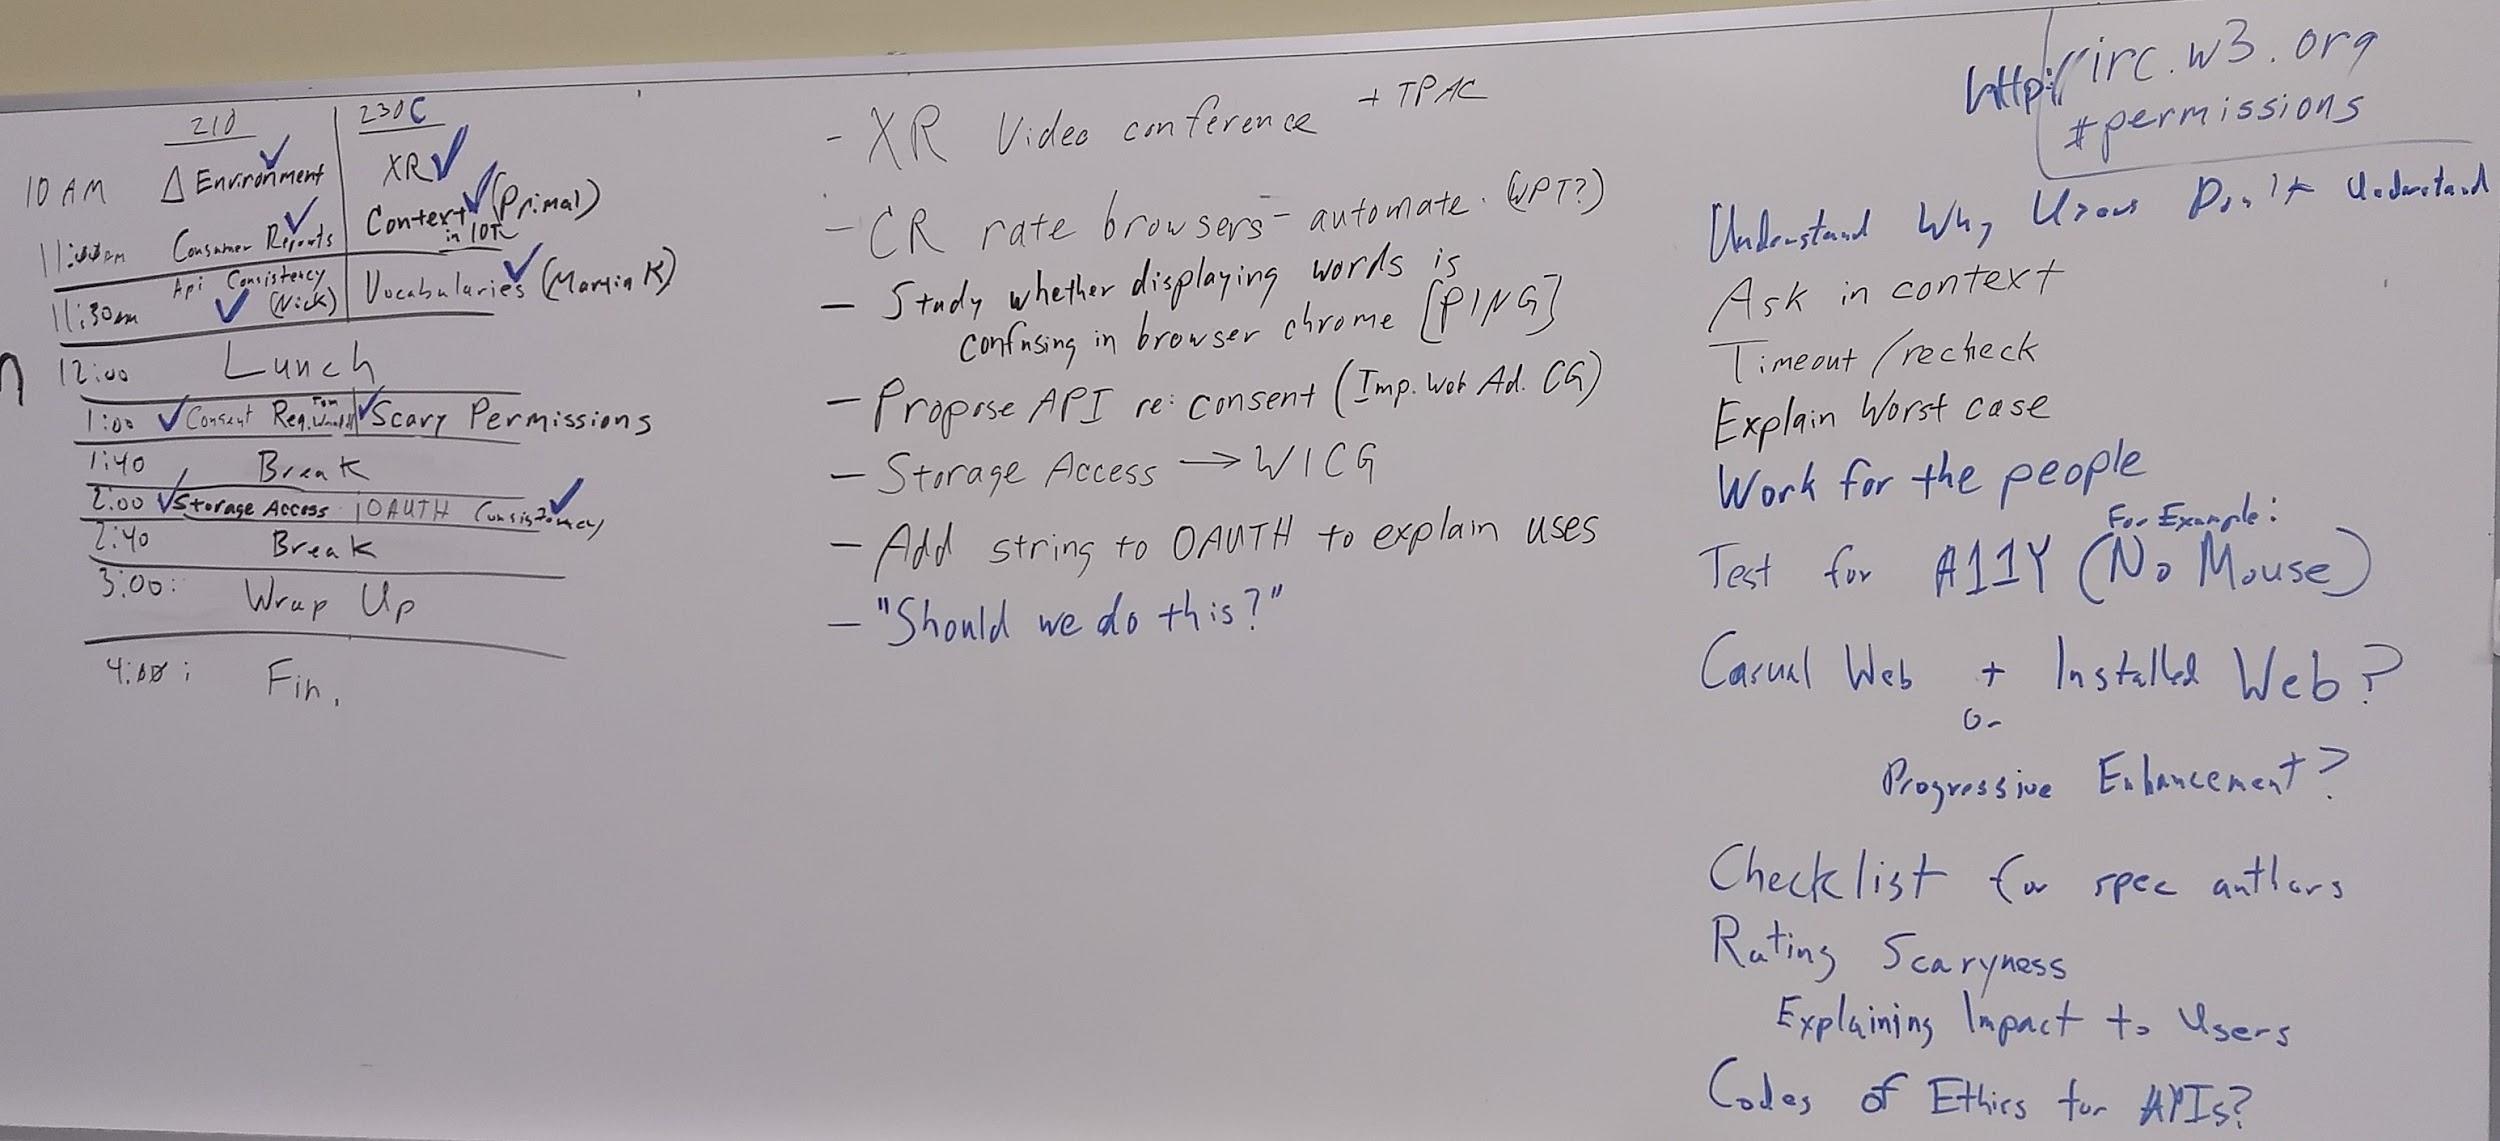 210 230C
10 AM Δ Environment XR
11:00AM Consumer Reports Context (Primal)
in IOT
11:30am Api Consistency (Nick) Vocabularies (Martin K)
12:00 Lunch
1:00 Consent Req. Tom Scary Permissions
1:40 Break
2:00 Storage Access OAUTH Consistency
2:40 Break
3:00: Wrap Up
4:00: Fin.
- XR Video conference + TPAC
- CR rate browsers - automate. (WPT?)
- Study whether displaying words is
confusing in browser chrome [PING]
- Propose API re: consent (Imp. Web Ad. CG)
- Storage Access → WICG
- Add string to OAUTH to explain uses
- "Should we do this?"
http://irc.w3.org
#permissions
Understand Why Users Don't Understand
Ask in context
Timeout / recheck
Explain Worst case
Work for the people
For Example:
Test for A11Y (No Mouse)
Casual Web + Installed Web?
or
Progressive Enhancement?
Checklist for spec authors
Rating Scaryness
Explaining Impact to Users
Codes of Ethics for APIs?